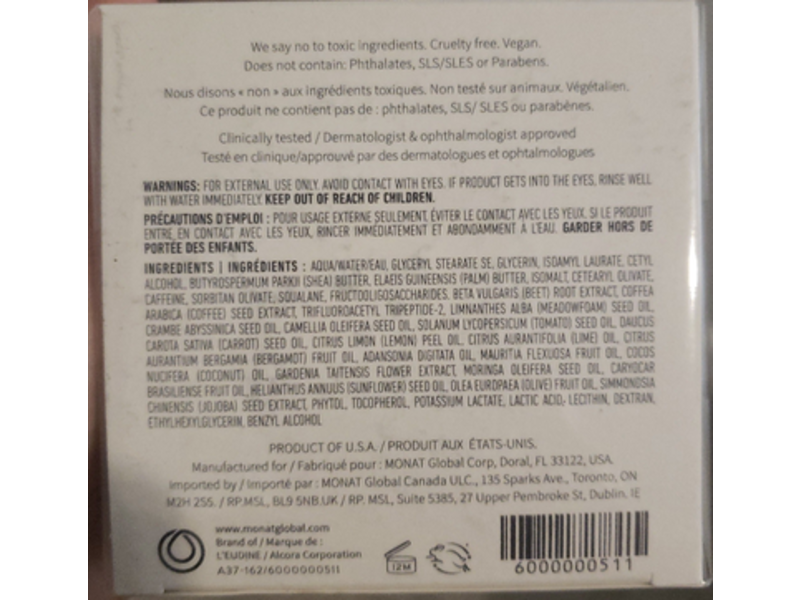 We say no to toxic ingredients. Cruelty free. Vegan.
Does not contain: Phthalates, SLS/SLES or Parabens.
Nous disons « non » aux ingrédients toxiques. Non testé sur animaux. Végétalien.
Ce produit ne contient pas de : phthalates, SLS/ SLES ou parabènes.
Clinically tested / Dermatologist & ophthalmologist approved
Testé en clinique/approuvé par des dermatologues et ophtalmologues
WARNINGS: FOR EXTERNAL USE ONLY. AVOID CONTACT WITH EYES. IF PRODUCT GETS INTO THE EYES, RINSE WELL
WITH WATER IMMEDIATELY. KEEP OUT OF REACH OF CHILDREN.
PRÉCAUTIONS D'EMPLOI : POUR USAGE EXTERNE SEULEMENT. ÉVITER LE CONTACT AVEC LES YEUX. SI LE PRODUIT
ENTRE EN CONTACT AVEC LES YEUX, RINCER IMMÉDIATEMENT ET ABONDAMMENT À L'EAU. GARDER HORS DE
PORTÉE DES ENFANTS.
INGREDIENTS | INGRÉDIENTS : AQUA/WATER/EAU, GLYCERYL STEARATE SE, GLYCERIN, ISOAMYL LAURATE, CETYL
ALCOHOL, BUTYROSPERMUM PARKII (SHEA) BUTTER, ELAEIS GUINEENSIS (PALM) BUTTER, ISOMALT, CETEARYL OLIVATE,
CAFFEINE, SORBITAN OLIVATE, SQUALANE, FRUCTOOLIGOSACCHARIDES, BETA VULGARIS (BEET) ROOT EXTRACT, COFFEA
ARABICA (COFFEE) SEED EXTRACT, TRIFLUOROACETYL TRIPEPTIDE-2, LIMNANTHES ALBA (MEADOWFOAM) SEED OIL,
CRAMBE ABYSSINICA SEED OIL, CAMELLIA OLEIFERA SEED OIL, SOLANUM LYCOPERSICUM (TOMATO) SEED OIL, DAUCUS
CAROTA SATIVA (CARROT) SEED OIL, CITRUS LIMON (LEMON) PEEL OIL, CITRUS AURANTIFOLIA (LIME) OIL, CITRUS
AURANTIUM BERGAMIA (BERGAMOT) FRUIT OIL, ADANSONIA DIGITATA OIL, MAURITIA FLEXUOSA FRUIT OIL, COCOS
NUCIFERA (COCONUT) OIL, GARDENIA TAITENSIS FLOWER EXTRACT, MORINGA OLEIFERA SEED OIL, CARYOCAR
BRASILIENSE FRUIT OIL, HELIANTHUS ANNUUS (SUNFLOWER) SEED OIL, OLEA EUROPAEA (OLIVE) FRUIT OIL, SIMMONDSIA
CHINENSIS (JOJOBA) SEED EXTRACT, PHYTOL, TOCOPHEROL, POTASSIUM LACTATE, LACTIC ACID, LECITHIN, DEXTRAN,
ETHYLHEXYLGLYCERIN, BENZYL ALCOHOL
PRODUCT OF U.S.A. / PRODUIT AUX ÉTATS-UNIS.
Manufactured for / Fabriqué pour : MONAT Global Corp, Doral, FL 33122, USA
Imported by / Importé par : MONAT Global Canada ULC., 135 Sparks Ave., Toronto, ON
M2H 2S5. / RP.MSL, BL9 5NB.UK / RP. MSL, Suite 5385, 27 Upper Pembroke St, Dublin, IE
www.monatglobal.com
Brand of / Marque de :
L'EUDINE / Alcora Corporation
A37-162/6000000511
12M
6000000511